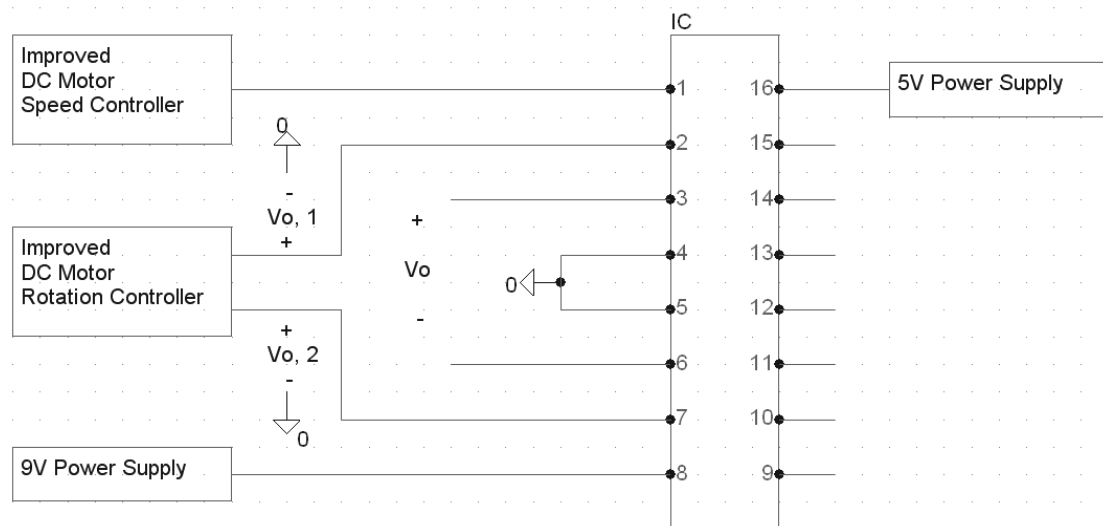 IC
Improved
DC Motor
Speed Controller
1
16
5V Power Supply
0
2
15
-
Vo, 1
+
3
14
+
Vo
-
Improved
DC Motor
Rotation Controller
4
13
0
5
12
+
Vo, 2
-
6
11
0
7
10
9V Power Supply
8
9